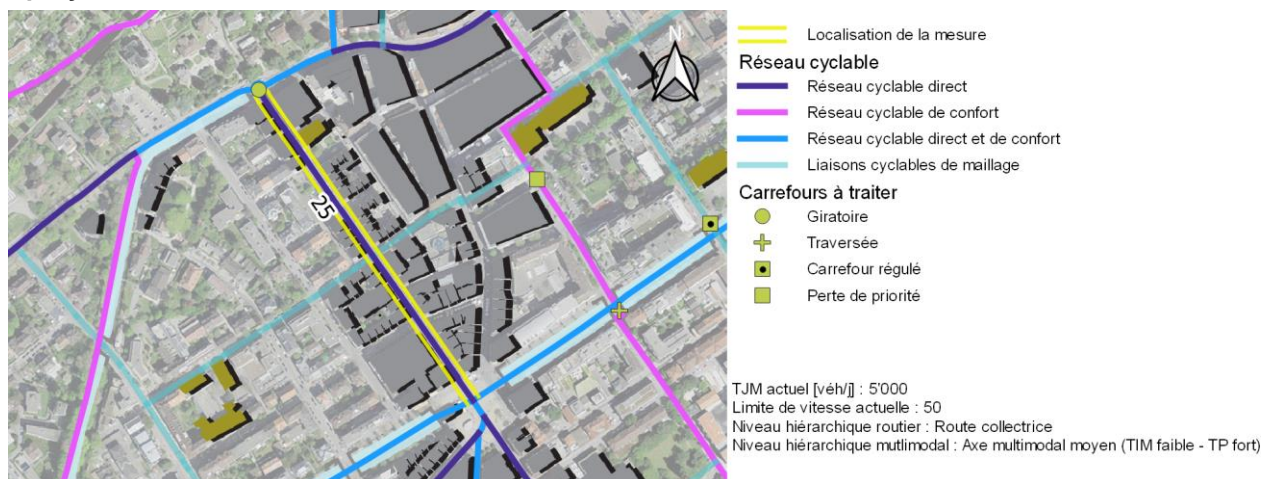 N
25
Localisation de la mesure
Réseau cyclable
Réseau cyclable direct
Réseau cyclable de confort
Réseau cyclable direct et de confort
Liaisons cyclables de maillage
Carrefours à traiter
Giratoire
Traversée
Carrefour régulé
Perte de priorité
TJM actuel [véh/j] : 5'000
Limite de vitesse actuelle : 50
Niveau hiérarchique routier : Route collectrice
Niveau hiérarchique mutlimodal : Axe multimodal moyen (TIM faible - TP fort)